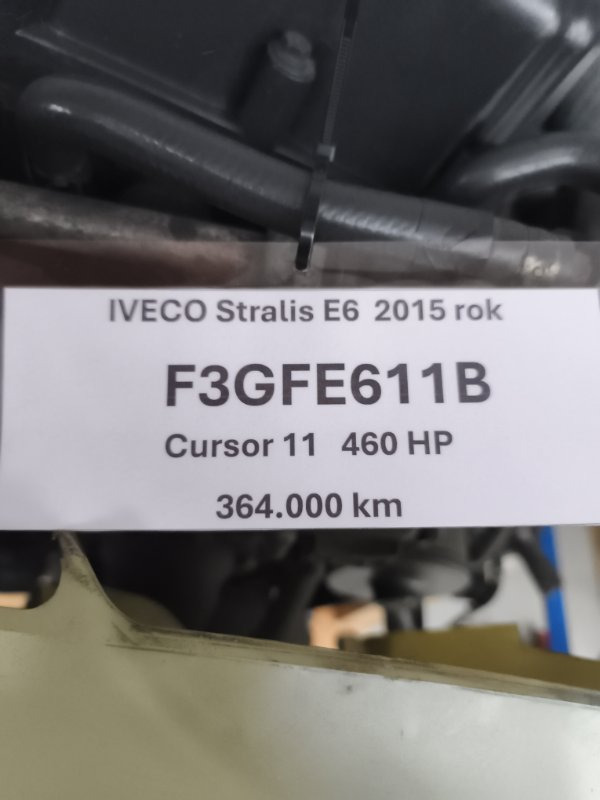 IVECO Stralis E6 2015 rok
F3GFE611B
Cursor 11 460 HP
364.000 km